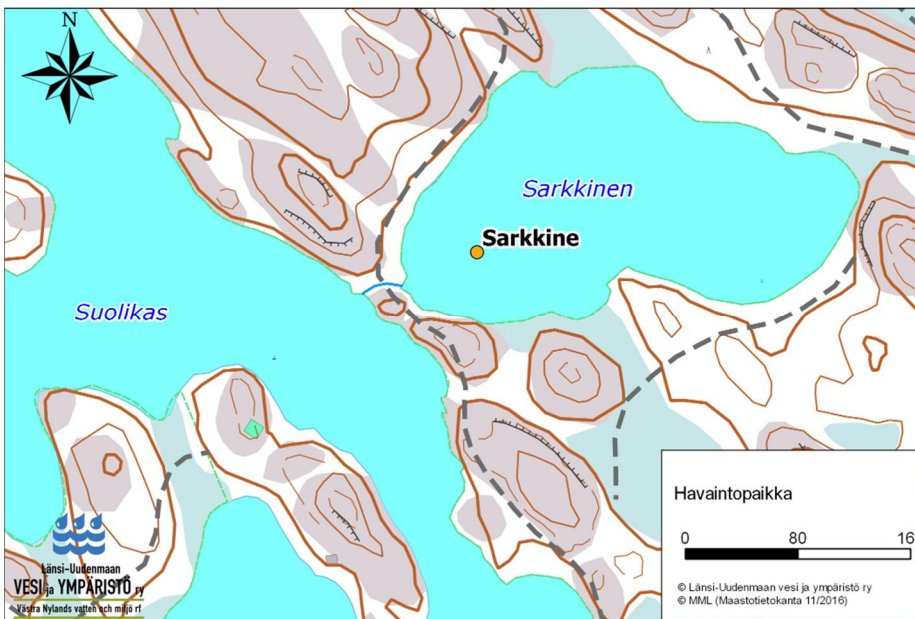 N
Sarkkinen
Sarkkine
Suolikas
Havaintopaikka
0 80 16
© Länsi-Uudenmaan vesi ja ympäristö ry
© MML (Maastotietokanta 11/2016)
Länsi-Uudenmaan
VESI ja YMPÄRISTÖ ry
Västra Nylands vatten och miljö rf